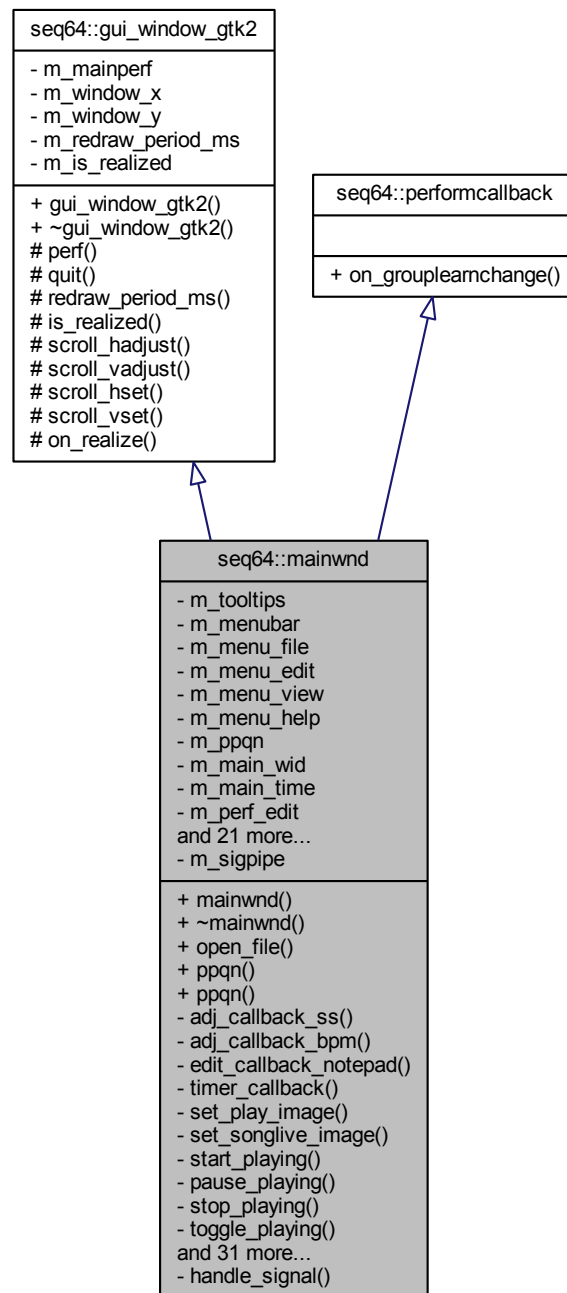 seq64::gui_window_gtk2
- m_mainperf
- m_window_x
- m_window_y
- m_redraw_period_ms
- m_is_realized
+ gui_window_gtk2()
+ ~gui_window_gtk2()
# perf()
# quit()
# redraw_period_ms()
# is_realized()
# scroll_hadjust()
# scroll_vadjust()
# scroll_hset()
# scroll_vset()
# on_realize()
seq64::performcallback
+ on_grouplearnchange()
seq64::mainwnd
- m_tooltips
- m_menubar
- m_menu_file
- m_menu_edit
- m_menu_view
- m_menu_help
- m_ppqn
- m_main_wid
- m_main_time
- m_perf_edit
and 21 more...
- m_sigpipe
+ mainwnd()
+ ~mainwnd()
+ open_file()
+ ppqn()
+ ppqn()
- adj_callback_ss()
- adj_callback_bpm()
- edit_callback_notepad()
- timer_callback()
- set_play_image()
- set_songlive_image()
- start_playing()
- pause_playing()
- stop_playing()
- toggle_playing()
and 31 more...
- handle_signal()